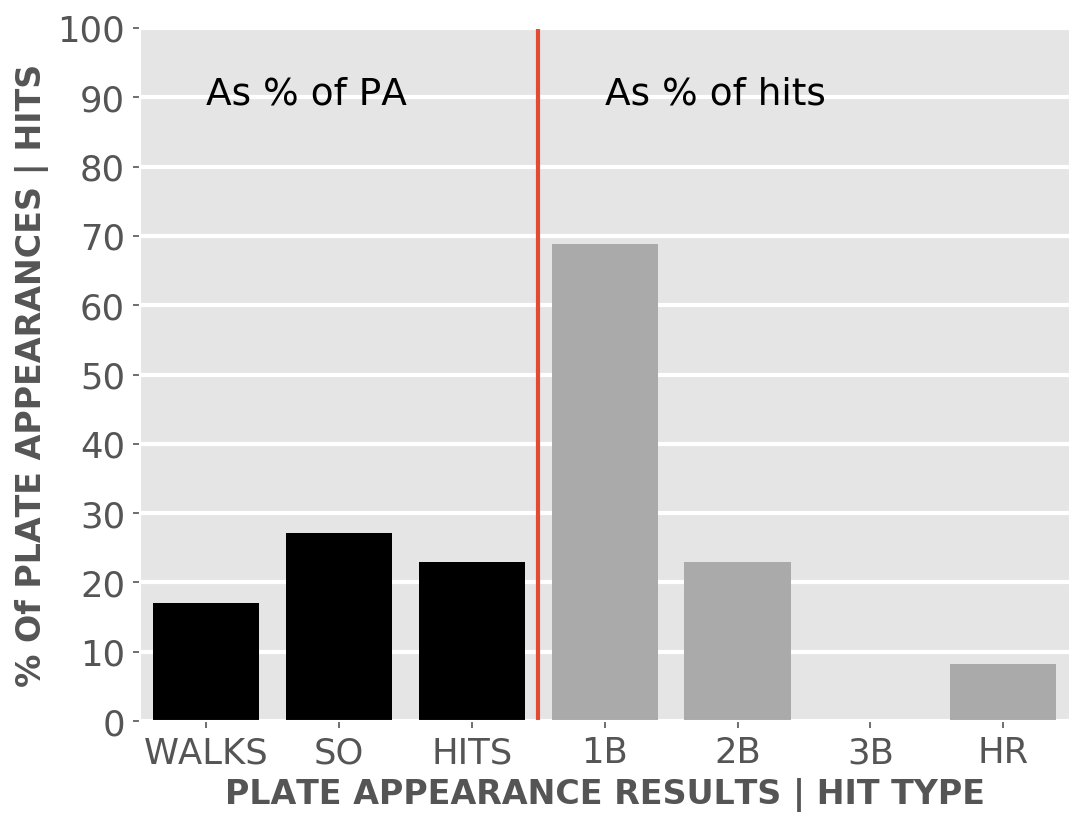 100
90
80
70
60
50
40
30
20
10
0
% Of PLATE APPEARANCES | HITS
As % of PA
As % of hits
WALKS SO HITS 1B 2B 3B HR
PLATE APPEARANCE RESULTS | HIT TYPE